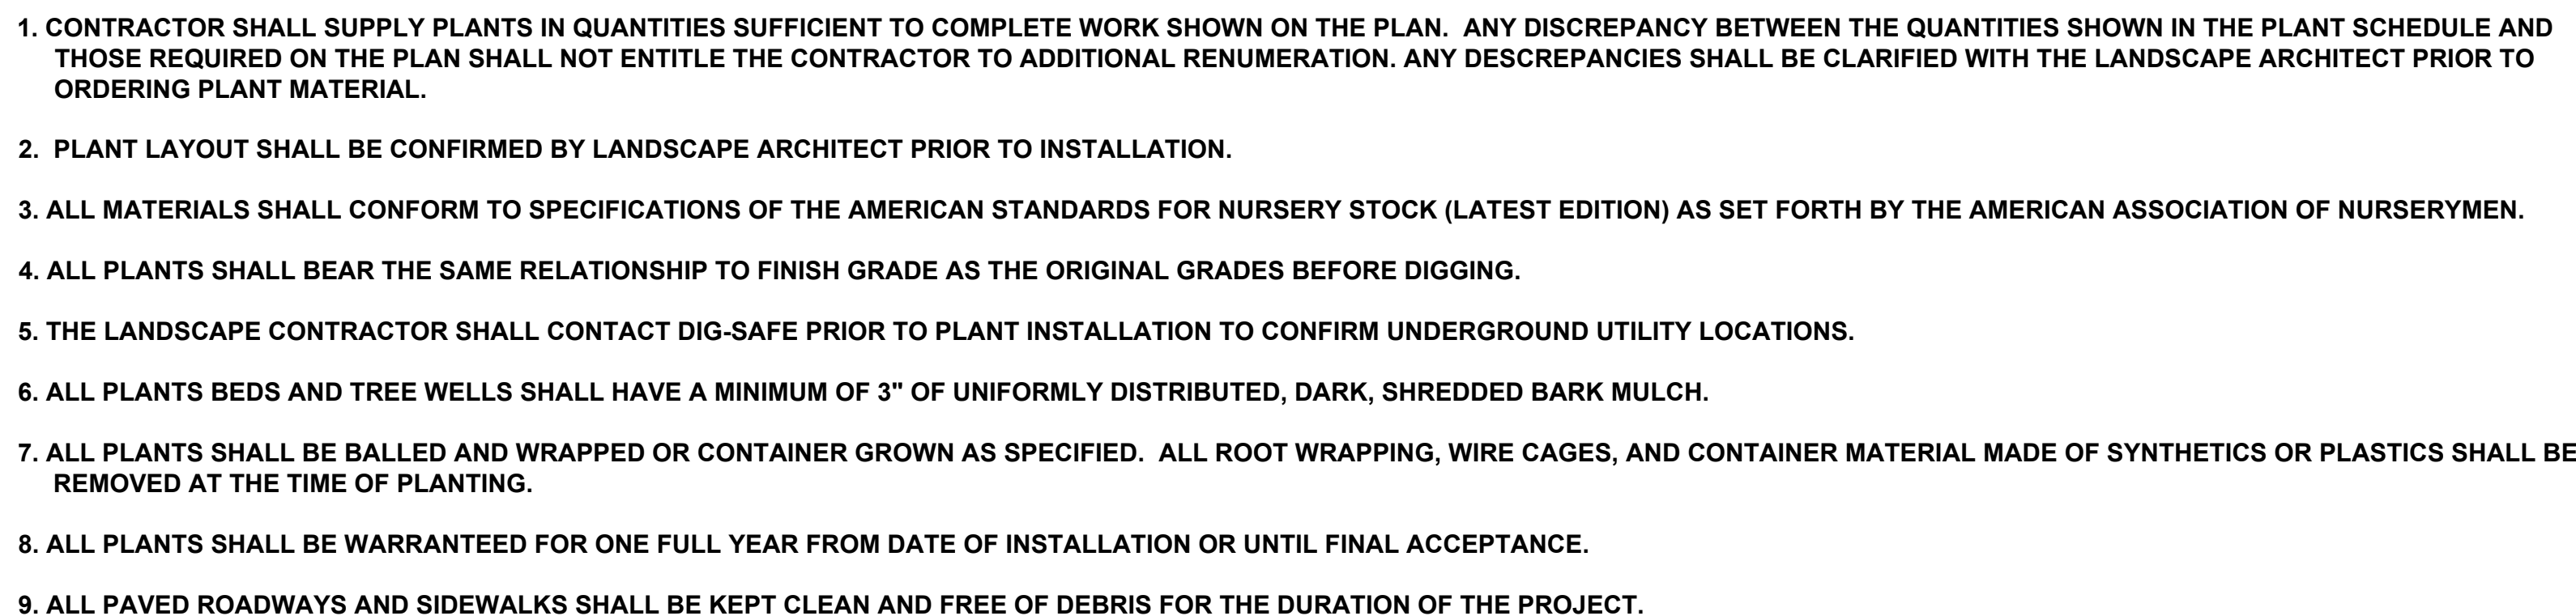 1. CONTRACTOR SHALL SUPPLY PLANTS IN QUANTITIES SUFFICIENT TO COMPLETE WORK SHOWN ON THE PLAN.  ANY DISCREPANCY BETWEEN THE QUANTITIES SHOWN IN THE PLANT SCHEDULE AND
THOSE REQUIRED ON THE PLAN SHALL NOT ENTITLE THE CONTRACTOR TO ADDITIONAL RENUMERATION. ANY DESCREPANCIES SHALL BE CLARIFIED WITH THE LANDSCAPE ARCHITECT PRIOR TO
ORDERING PLANT MATERIAL.
2.  PLANT LAYOUT SHALL BE CONFIRMED BY LANDSCAPE ARCHITECT PRIOR TO INSTALLATION.
3. ALL MATERIALS SHALL CONFORM TO SPECIFICATIONS OF THE AMERICAN STANDARDS FOR NURSERY STOCK (LATEST EDITION) AS SET FORTH BY THE AMERICAN ASSOCIATION OF NURSERYMEN.
4. ALL PLANTS SHALL BEAR THE SAME RELATIONSHIP TO FINISH GRADE AS THE ORIGINAL GRADES BEFORE DIGGING.
5. THE LANDSCAPE CONTRACTOR SHALL CONTACT DIG-SAFE PRIOR TO PLANT INSTALLATION TO CONFIRM UNDERGROUND UTILITY LOCATIONS.
6. ALL PLANTS BEDS AND TREE WELLS SHALL HAVE A MINIMUM OF 3" OF UNIFORMLY DISTRIBUTED, DARK, SHREDDED BARK MULCH.
7. ALL PLANTS SHALL BE BALLED AND WRAPPED OR CONTAINER GROWN AS SPECIFIED.  ALL ROOT WRAPPING, WIRE CAGES, AND CONTAINER MATERIAL MADE OF SYNTHETICS OR PLASTICS SHALL BE
REMOVED AT THE TIME OF PLANTING.
8. ALL PLANTS SHALL BE WARRANTEED FOR ONE FULL YEAR FROM DATE OF INSTALLATION OR UNTIL FINAL ACCEPTANCE.
9. ALL PAVED ROADWAYS AND SIDEWALKS SHALL BE KEPT CLEAN AND FREE OF DEBRIS FOR THE DURATION OF THE PROJECT.